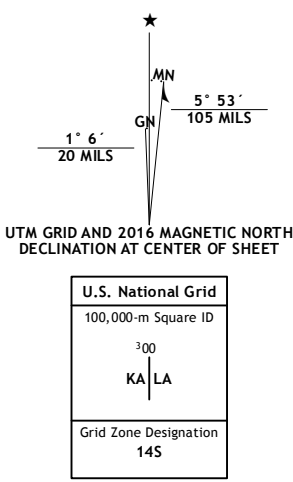 ★
MN
GN
5° 53´
105 MILS
1° 6´
20 MILS
UTM GRID AND 2016 MAGNETIC NORTH
DECLINATION AT CENTER OF SHEET
U.S. National Grid
100,000-m Square ID
³00
KA LA
Grid Zone Designation
14S